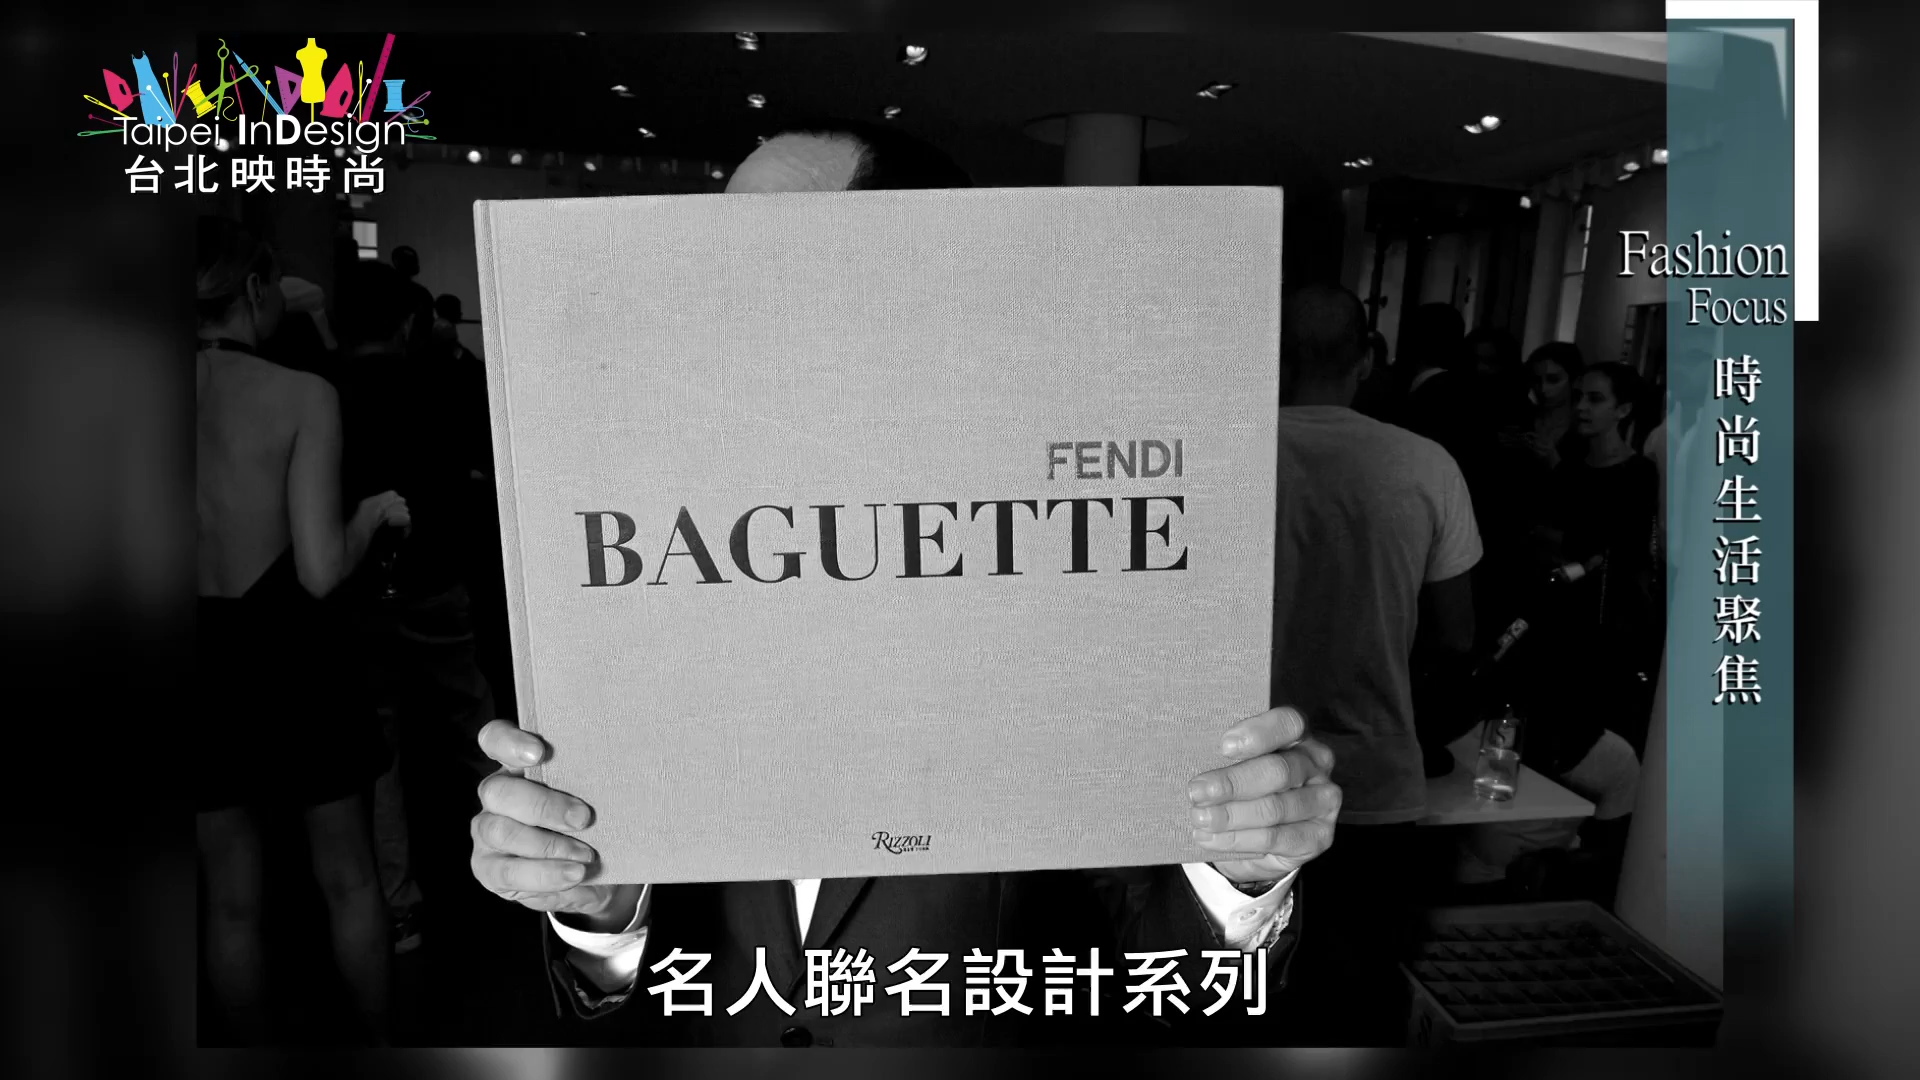 Taipei InDesign
台北映時尚
Fashion
Focus
時尚生活聚焦
FENDI
BAGUETTE
RIZZOLI
名人聯名設計系列